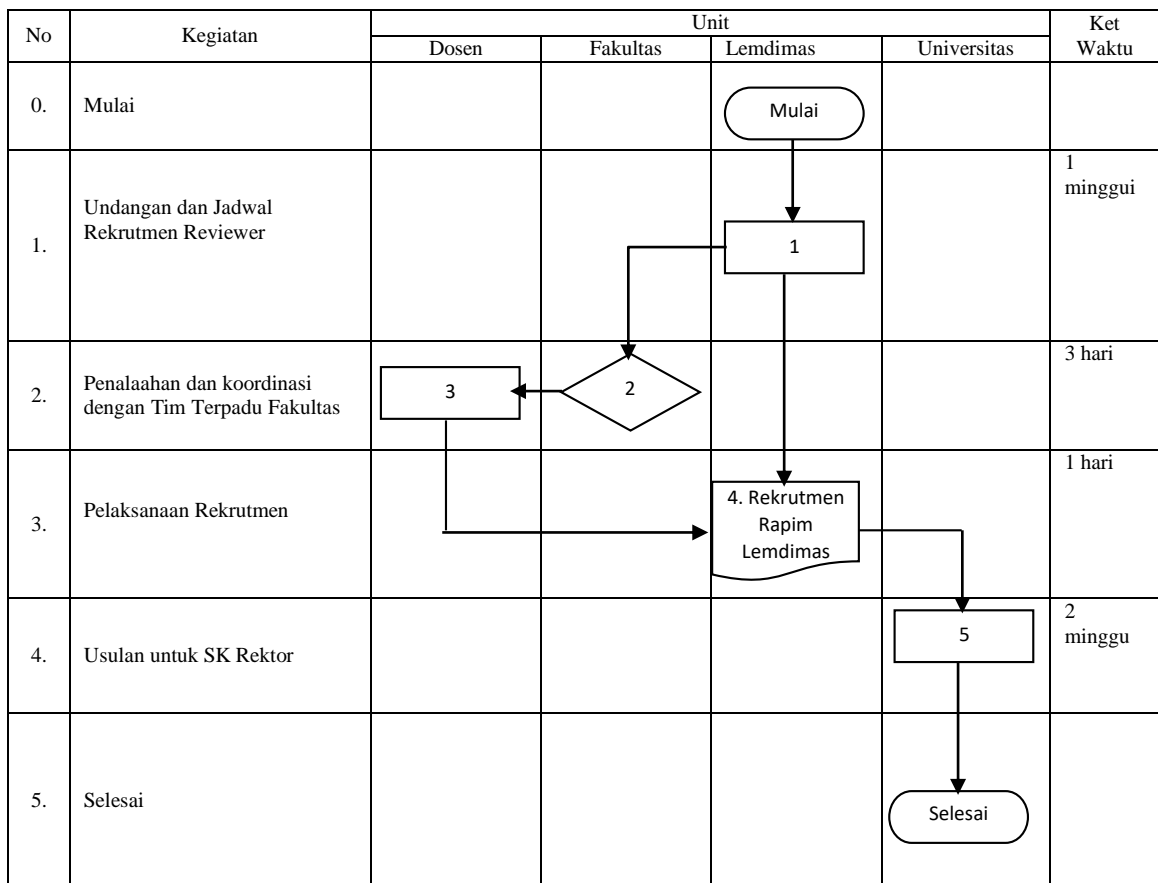 No
Kegiatan
Unit
Ket
Waktu
Dosen
Fakultas
Lemdimas
Universitas
0.
Mulai
Mulai
1.
Undangan dan Jadwal
Rekrutmen Reviewer
1
1
minggui
2.
Penalaahan dan koordinasi
dengan Tim Terpadu Fakultas
3
2
3 hari
3.
Pelaksanaan Rekrutmen
4. Rekrutmen
Rapim
Lemdimas
1 hari
4.
Usulan untuk SK Rektor
5
2
minggu
5.
Selesai
Selesai